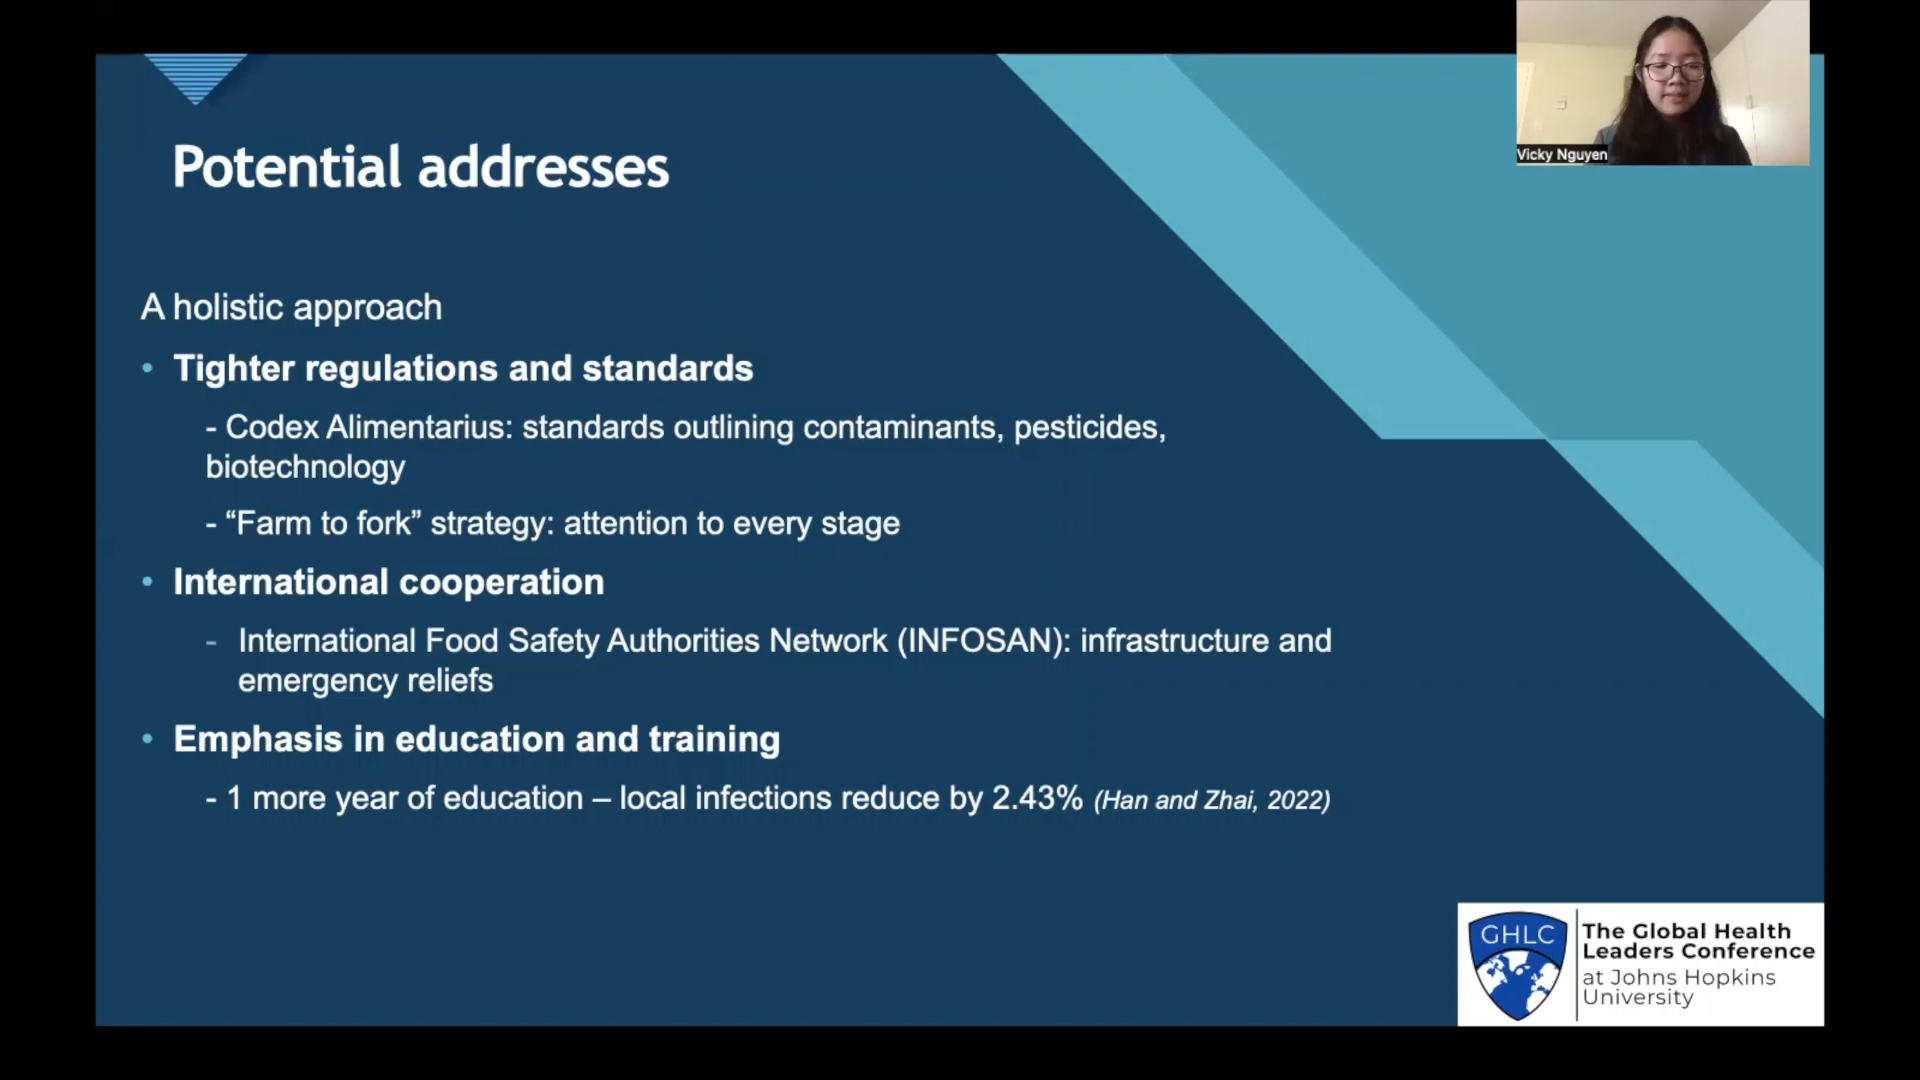 Vicky Nguyen
Potential addresses
A holistic approach
• Tighter regulations and standards
- Codex Alimentarius: standards outlining contaminants, pesticides,
biotechnology
- “Farm to fork” strategy: attention to every stage
• International cooperation
- International Food Safety Authorities Network (INFOSAN): infrastructure and
emergency reliefs
• Emphasis in education and training
- 1 more year of education – local infections reduce by 2.43% (Han and Zhai, 2022)
GHLC
The Global Health
Leaders Conference
at Johns Hopkins
University